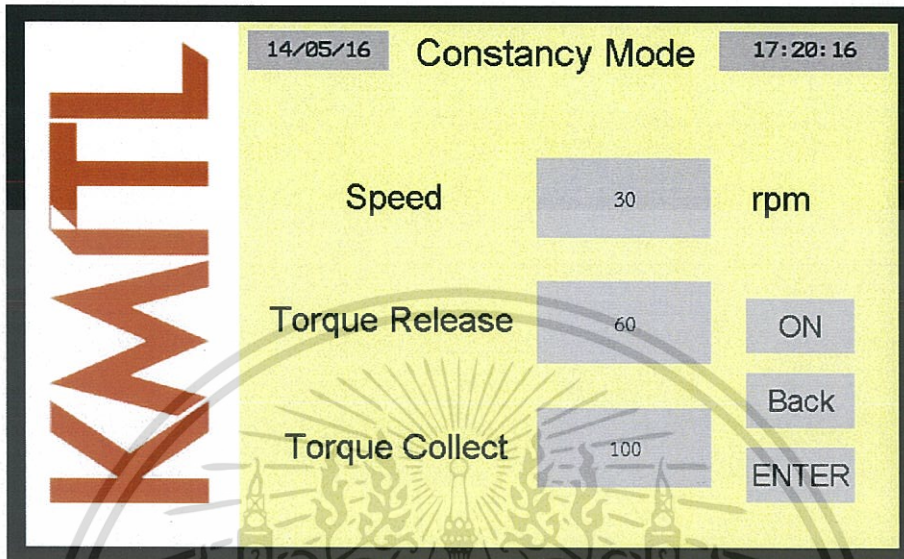 KMITL
14/05/16 Constancy Mode 17:20:16
Speed 30 rpm
Torque Release 60 ON
Back
Torque Collect 100
ENTER